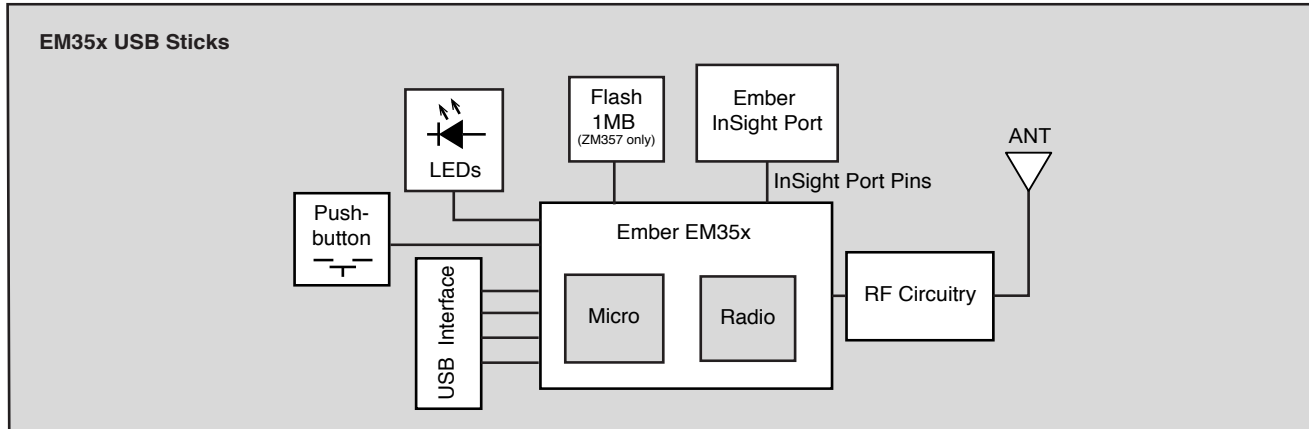 EM35x USB Sticks
LEDs
Flash
1MB
(ZM357 only)
Ember
InSight Port
ANT
InSight Port Pins
Push-
button
Ember EM35x
USB Interface
Micro
Radio
RF Circuitry